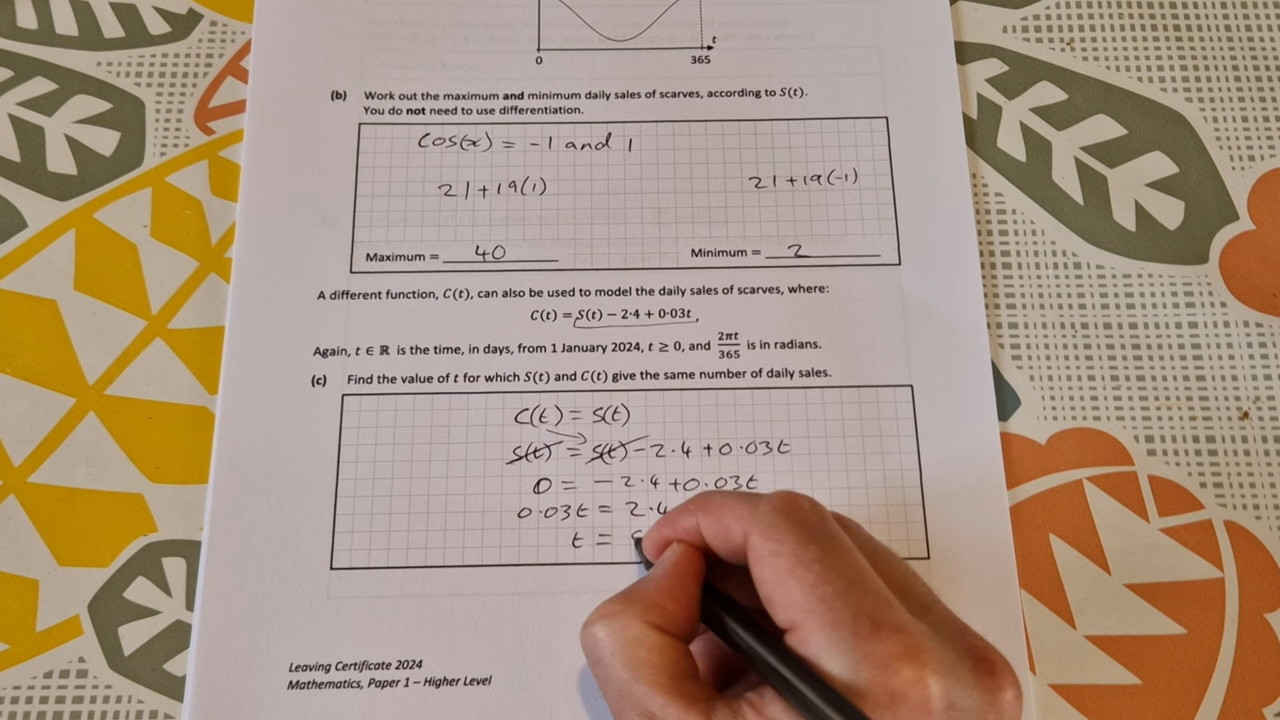 t
0
365
(b) Work out the maximum and minimum daily sales of scarves, according to S(t).
You do not need to use differentiation.
Cos(x) = -1 and 1
21+19(1)
21+19(-1)
Maximum = 40
Minimum = 2
A different function, C(t), can also be used to model the daily sales of scarves, where:
C(t) = S(t) − 2·4 + 0·03t
Again, t ∈ ℝ is the time, in days, from 1 January 2024, t ≥ 0, and 2πt/365 is in radians.
(c) Find the value of t for which S(t) and C(t) give the same number of daily sales.
C(t) = S(t)
S(t) = S(t) - 2.4 + 0.03t
0 = -2.4 + 0.03t
0.03t = 2.4
t =
Leaving Certificate 2024
Mathematics, Paper 1 – Higher Level